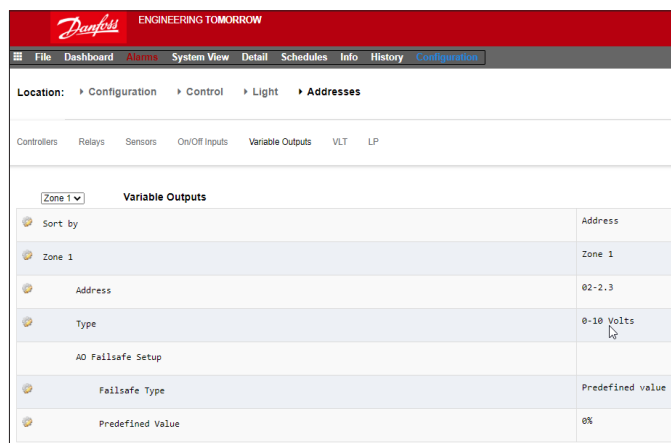 Danfoss
ENGINEERING TOMORROW
File Dashboard Alarms System View Detail Schedules Info History Configuration
Location: Configuration Control Light Addresses
Controllers Relays Sensors On/Off Inputs Variable Outputs VLT LP
Zone 1 Variable Outputs
Sort by Address
Zone 1 Zone 1
Address 02-2.3
Type 0-10 Volts
AO Failsafe Setup
Failsafe Type Predefined value
Predefined Value 0%